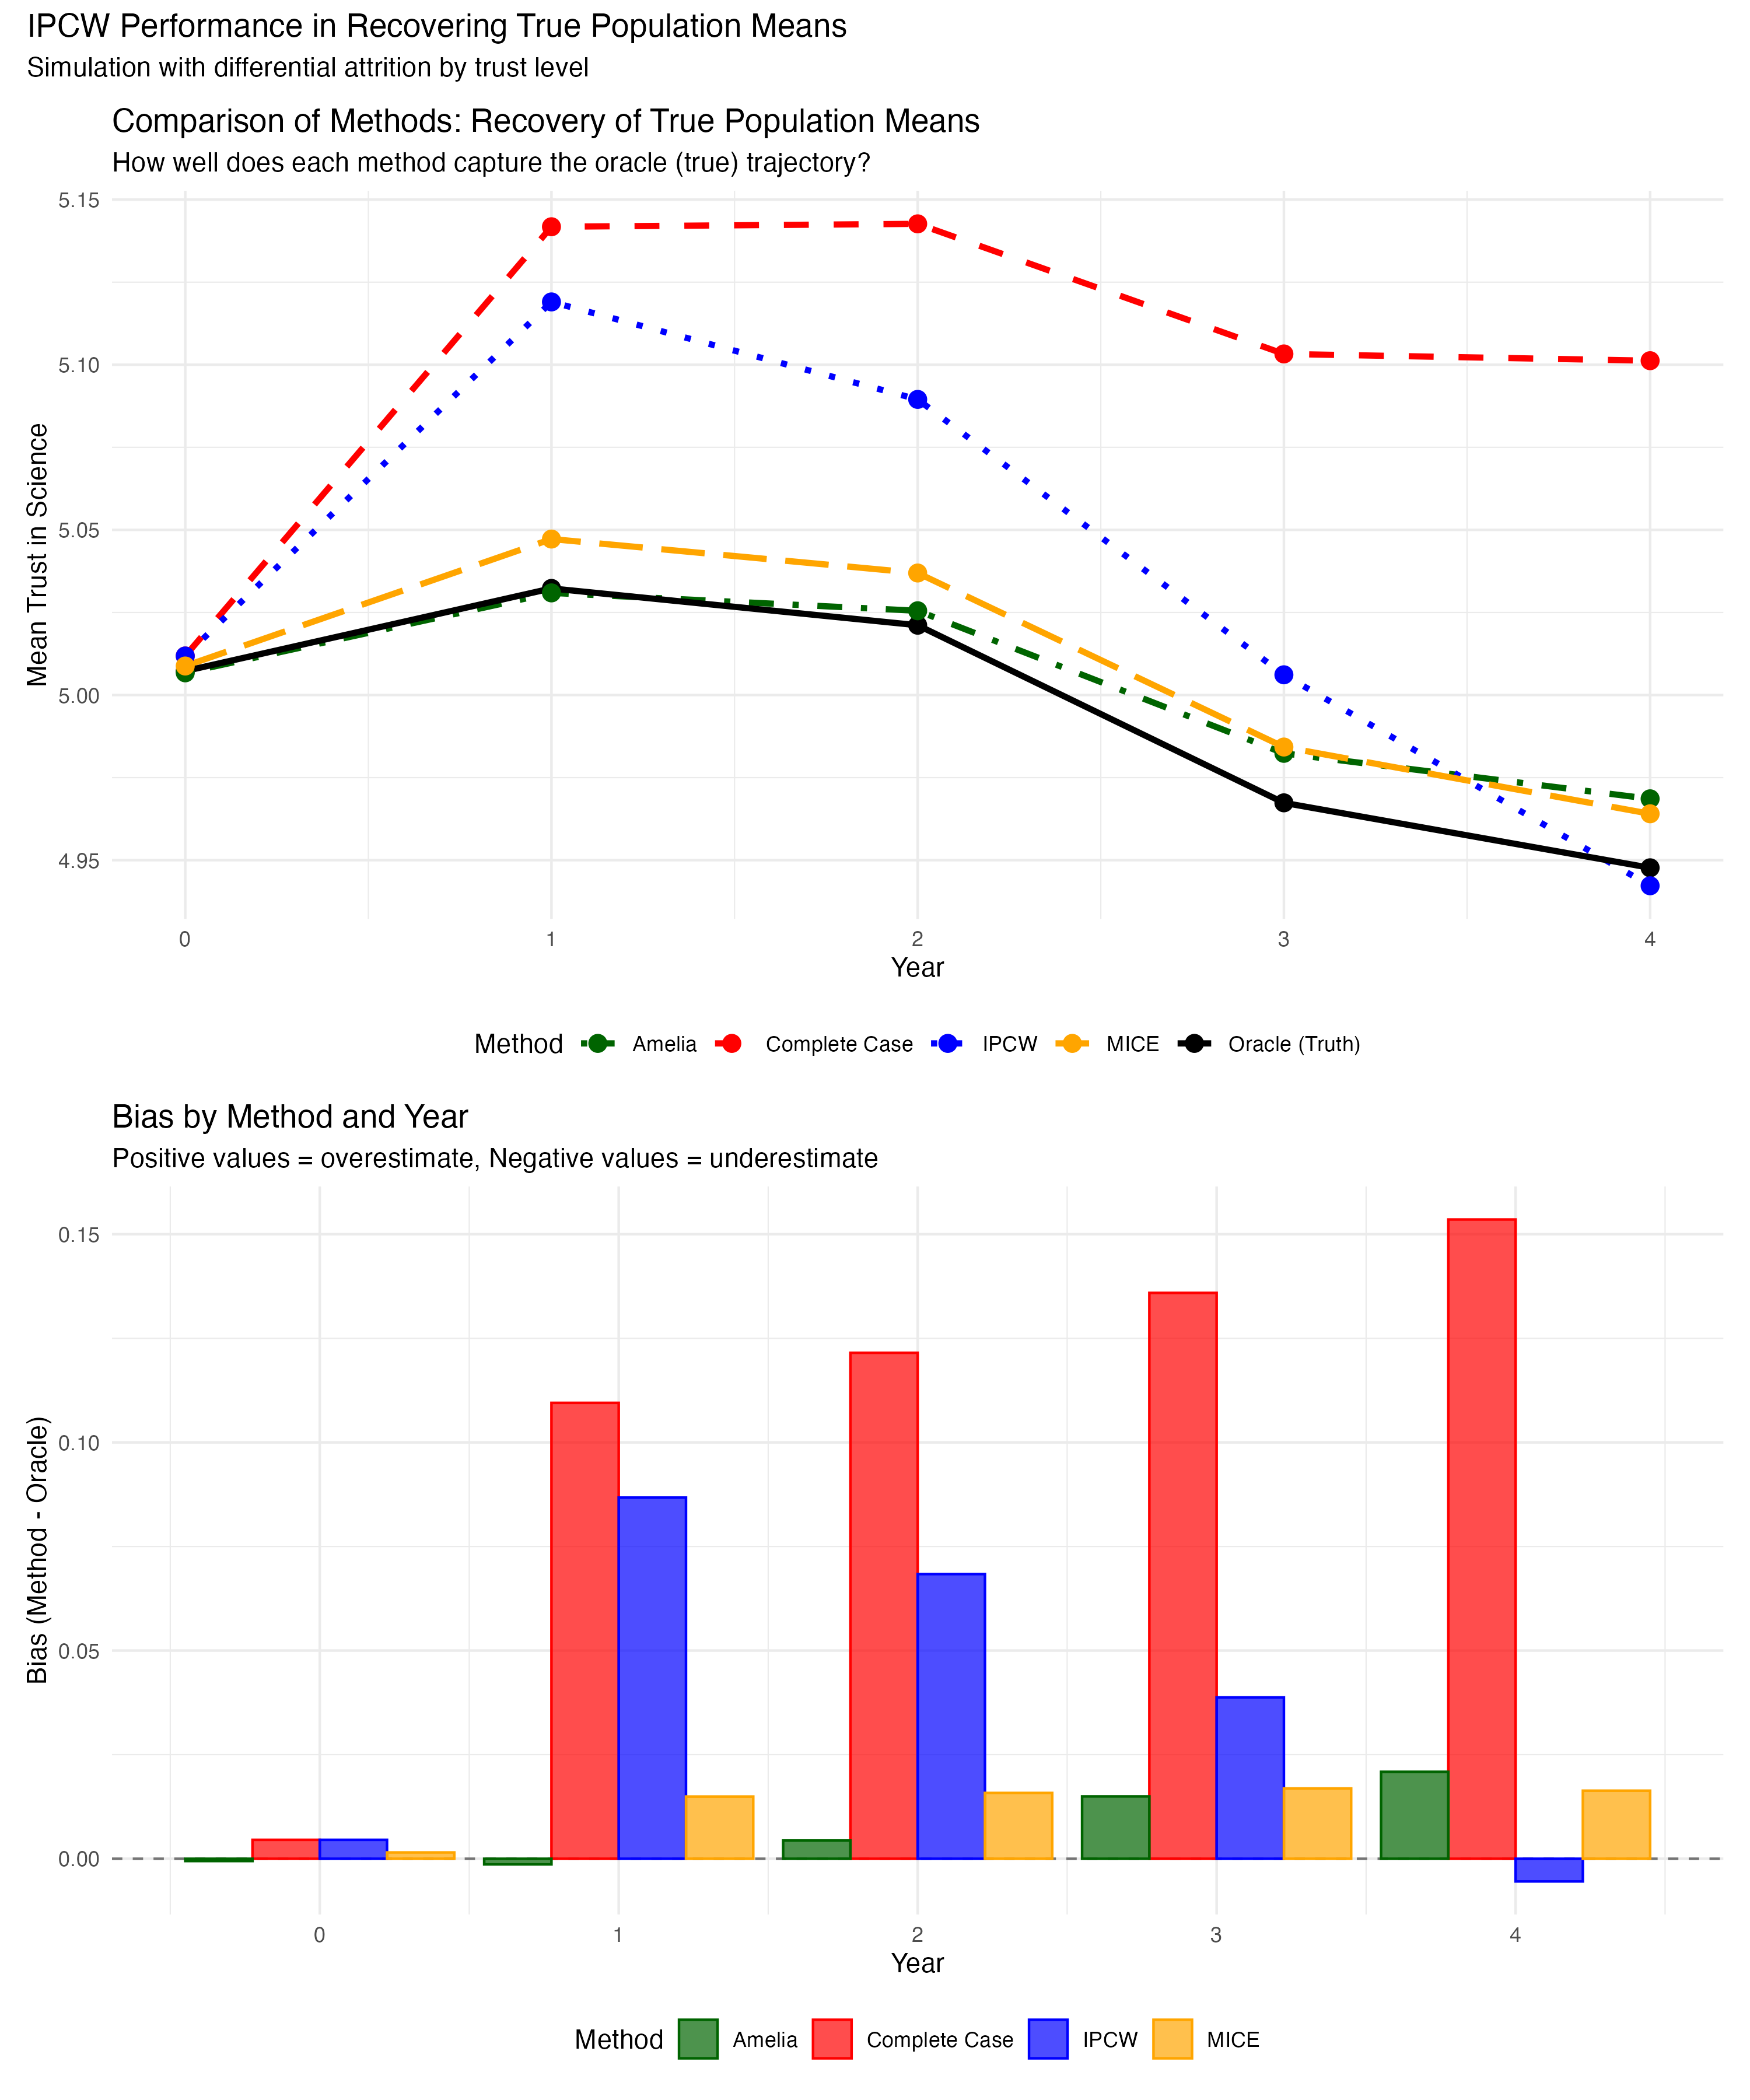 IPCW Performance in Recovering True Population Means
Simulation with differential attrition by trust level
Comparison of Methods: Recovery of True Population Means
How well does each method capture the oracle (true) trajectory?
Mean Trust in Science
5.15
5.10
5.05
5.00
4.95
0 1 2 3 4
Year
Method Amelia Complete Case IPCW MICE Oracle (Truth)
Bias by Method and Year
Positive values = overestimate, Negative values = underestimate
Bias (Method - Oracle)
0.15
0.10
0.05
0.00
0 1 2 3 4
Year
Method Amelia Complete Case IPCW MICE